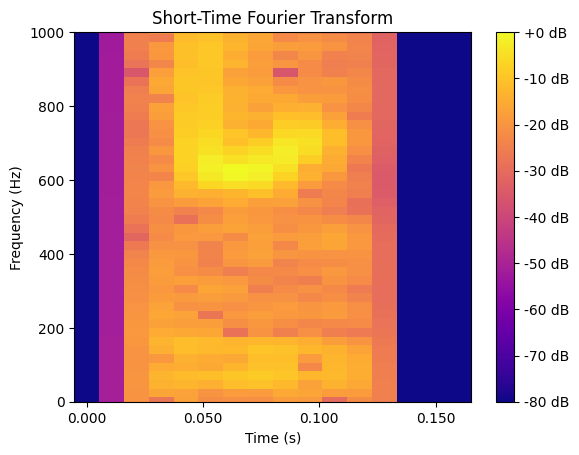 Short-Time Fourier Transform
1000
800
600
400
200
0
Frequency (Hz)
0.000
0.050
0.100
0.150
Time (s)
+0 dB
-10 dB
-20 dB
-30 dB
-40 dB
-50 dB
-60 dB
-70 dB
-80 dB